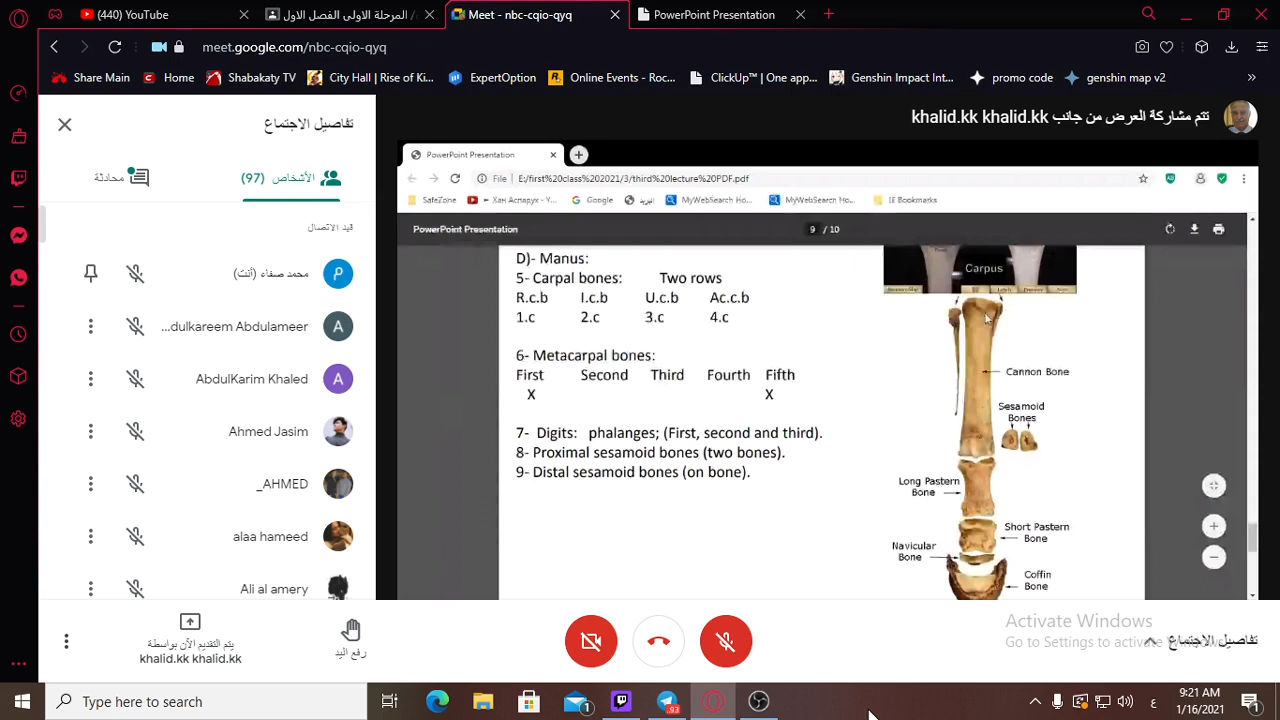 (440) YouTube
المرحلة الاولى الفصل الاول /
Meet - nbc-cqio-qyq
PowerPoint Presentation
meet.google.com/nbc-cqio-qyq
Share Main
Home
Shabakaty TV
City Hall | Rise of Ki...
ExpertOption
Online Events - Roc...
ClickUp™ | One app...
Genshin Impact Int...
promo code
genshin map v2
»
تفاصيل الاجتماع
الأشخاص (97)
محادثة
قيد الاتصال
محمد صفاء (أنت)
...dulkareem Abdulameer
AbdulKarim Khaled
Ahmed Jasim
_AHMED
alaa hameed
Ali al amery
يتم التقديم الآن بواسطة
khalid.kk khalid.kk
رفع اليد
تتم مشاركة العرض من جانب khalid.kk khalid.kk
PowerPoint Presentation
File | E:/first%20class%202021/3/third%20lecture%20PDF.pdf
SafeZone
Хан Аспарух - Y...
Google
البريد
MyWebSearch Ho...
MyWebSearch Ho...
IE Bookmarks
PowerPoint Presentation
9 / 10
D)- Manus:
5- Carpal bones: Two rows
R.c.b I.c.b U.c.b Ac.c.b
1.c 2.c 3.c 4.c
6- Metacarpal bones:
First Second Third Fourth Fifth
X X
7- Digits: phalanges; (First, second and third).
8- Proximal sesamoid bones (two bones).
9- Distal sesamoid bones (on bone).
Carpus
Cannon Bone
Sesamoid
Bones
Long Pastern
Bone
Short Pastern
Bone
Navicular
Bone
Coffin
Bone
Activate Windows
Go to Settings to activate Windows.
تفاصيل الاجتماع
Type here to search
1
93
ع
9:21 AM
1/16/2021
1